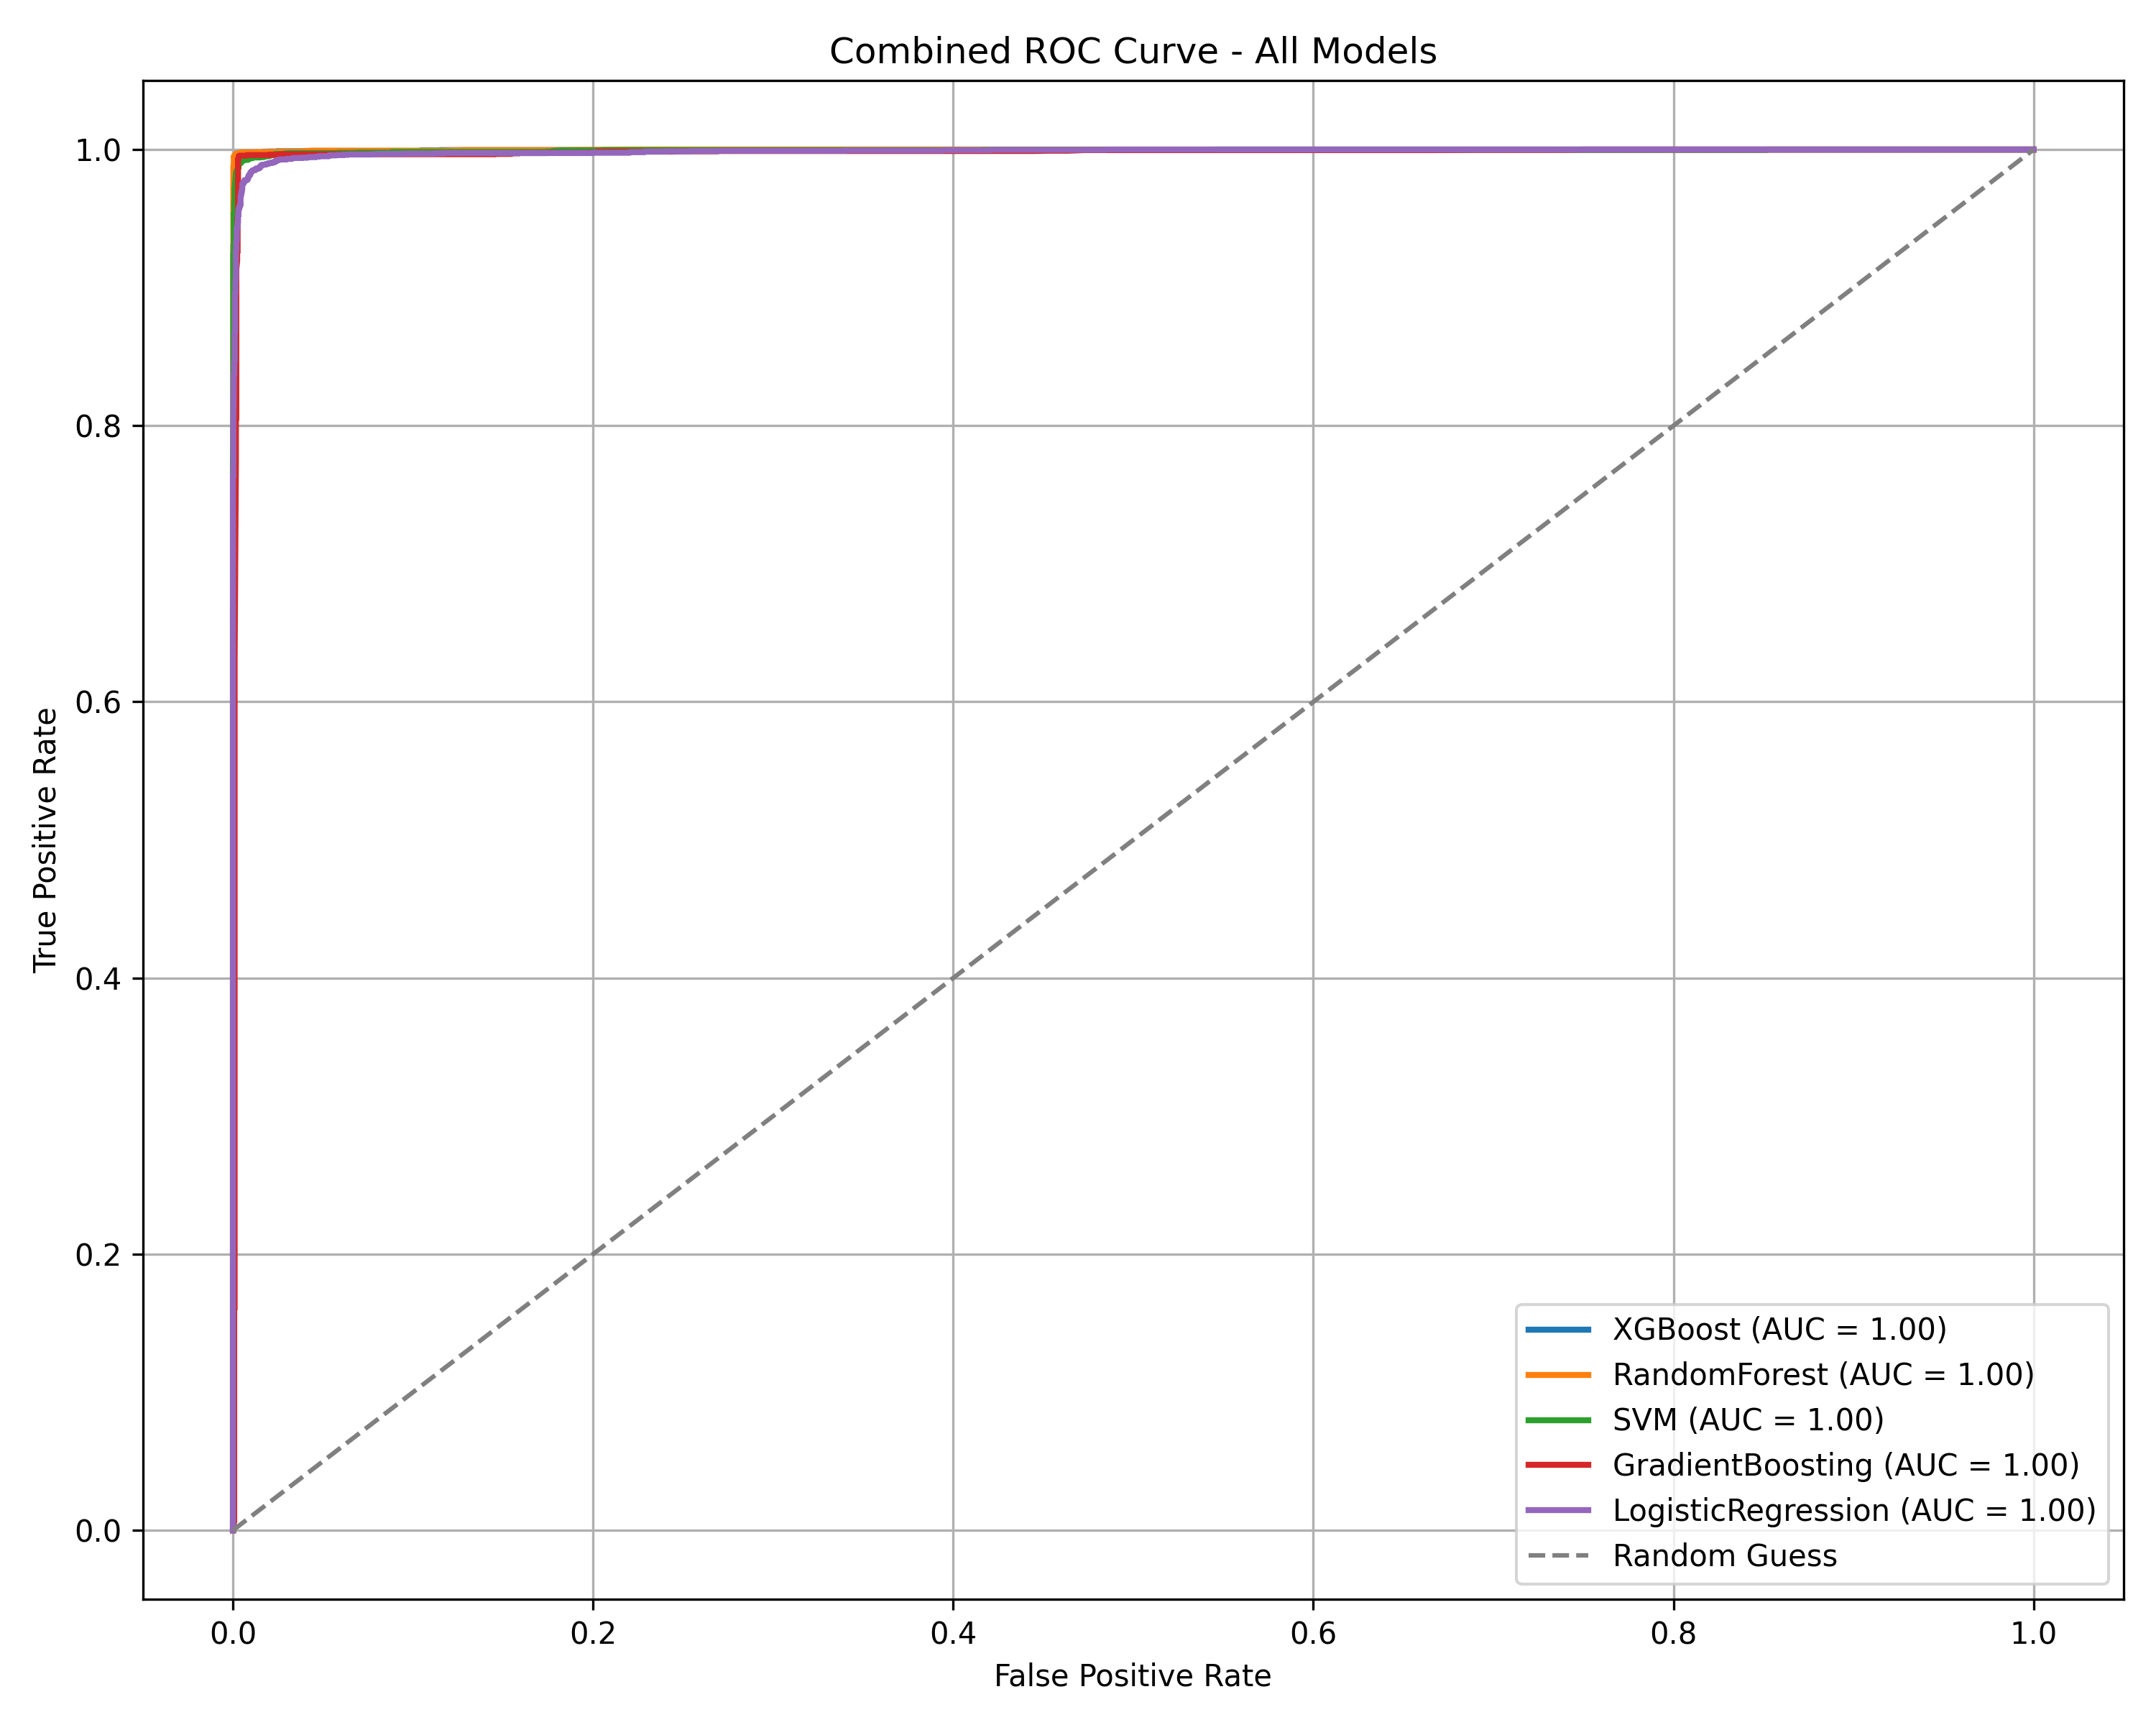 Combined ROC Curve - All Models
True Positive Rate
1.0
0.8
0.6
0.4
0.2
0.0
0.0 0.2 0.4 0.6 0.8 1.0
False Positive Rate
XGBoost (AUC = 1.00)
RandomForest (AUC = 1.00)
SVM (AUC = 1.00)
GradientBoosting (AUC = 1.00)
LogisticRegression (AUC = 1.00)
Random Guess